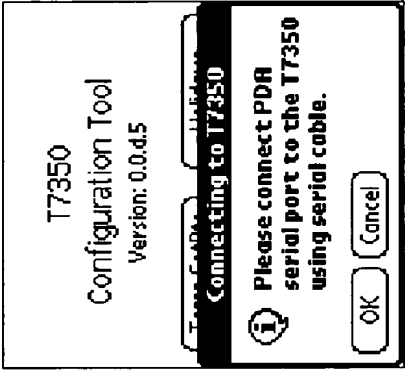 T7350
Configuration Tool
Version: 0.0.d.5
Connecting to T7350
Please connect PDA
serial port to the T7350
using serial cable.
OK
Cancel